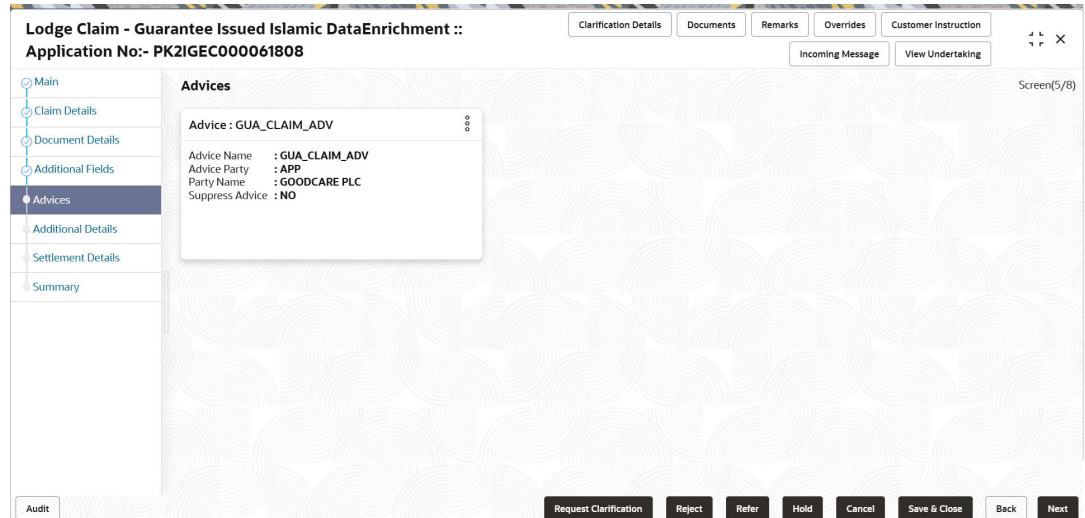 Lodge Claim - Guarantee Issued Islamic DataEnrichment ::
Application No:- PK2IGEC000061808
Clarification Details
Documents
Remarks
Overrides
Customer Instruction
Incoming Message
View Undertaking
Main
Claim Details
Document Details
Additional Fields
Advices
Additional Details
Settlement Details
Summary
Advices
Screen(5/8)
Advice : GUA_CLAIM_ADV
Advice Name : GUA_CLAIM_ADV
Advice Party : APP
Party Name : GOODCARE PLC
Suppress Advice : NO
Audit
Request Clarification
Reject
Refer
Hold
Cancel
Save & Close
Back
Next